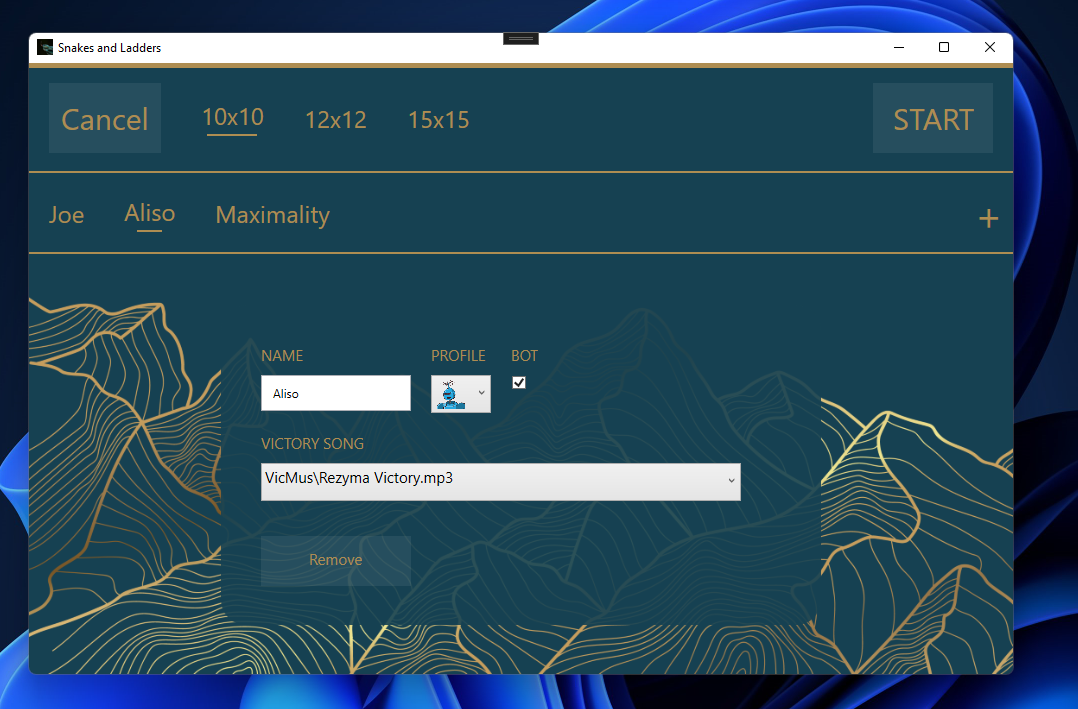 Snakes and Ladders
Cancel 10x10 12x12 15x15 START
Joe Aliso Maximality +
NAME PROFILE BOT
Aliso
VICTORY SONG
VicMus\Rezyma Victory.mp3
Remove